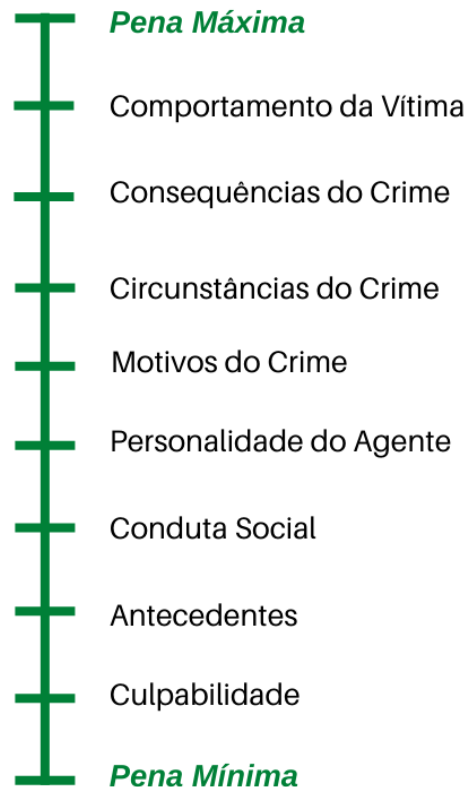 Pena Máxima
Comportamento da Vítima
Consequências do Crime
Circunstâncias do Crime
Motivos do Crime
Personalidade do Agente
Conduta Social
Antecedentes
Culpabilidade
Pena Mínima